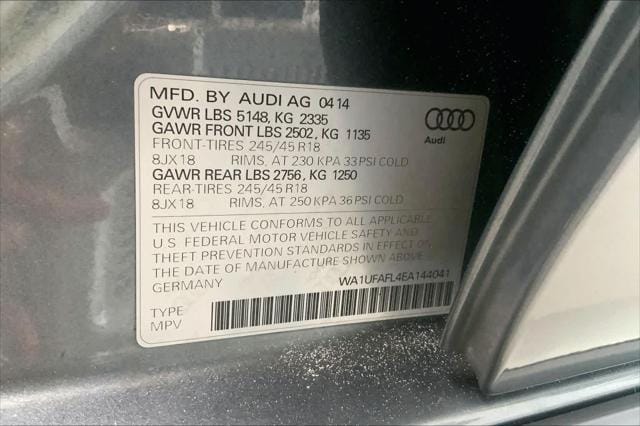 MFD. BY AUDI AG 04 14
GVWR LBS 5148, KG 2335
GAWR FRONT LBS 2502, KG 1135
FRONT-TIRES 245/45 R18
8JX18 RIMS, AT 230 KPA 33 PSI COLD
GAWR REAR LBS 2756, KG 1250
REAR-TIRES 245/45 R18
8JX18 RIMS, AT 250 KPA 36 PSI COLD
Audi
THIS VEHICLE CONFORMS TO ALL APPLICABLE
U.S. FEDERAL MOTOR VEHICLE SAFETY AND
THEFT PREVENTION STANDARDS IN EFFECT ON
THE DATE OF MANUFACTURE SHOWN ABOVE
GERMANY WA1UFAFL4EA144041
TYPE
MPV